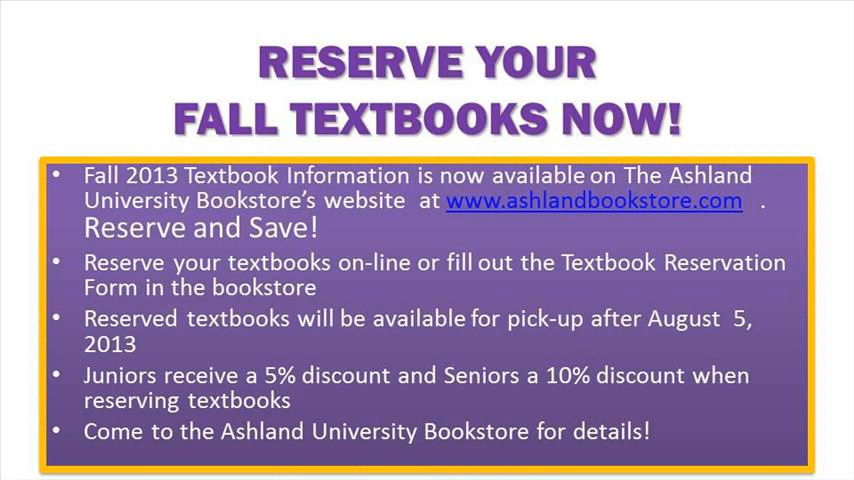 RESERVE YOUR
FALL TEXTBOOKS NOW!
• Fall 2013 Textbook Information is now available on The Ashland
University Bookstore's website at www.ashlandbookstore.com .
Reserve and Save!
• Reserve your textbooks on-line or fill out the Textbook Reservation
Form in the bookstore
• Reserved textbooks will be available for pick-up after August 5,
2013
• Juniors receive a 5% discount and Seniors a 10% discount when
reserving textbooks
• Come to the Ashland University Bookstore for details!